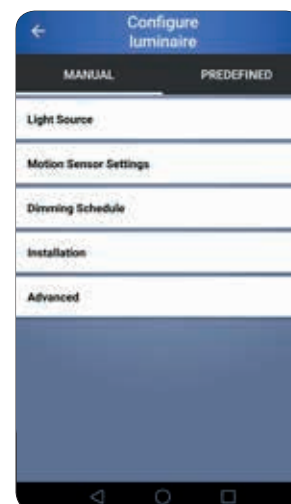 Configure
luminaire
MANUAL PREDEFINED
Light Source
Motion Sensor Settings
Dimming Schedule
Installation
Advanced